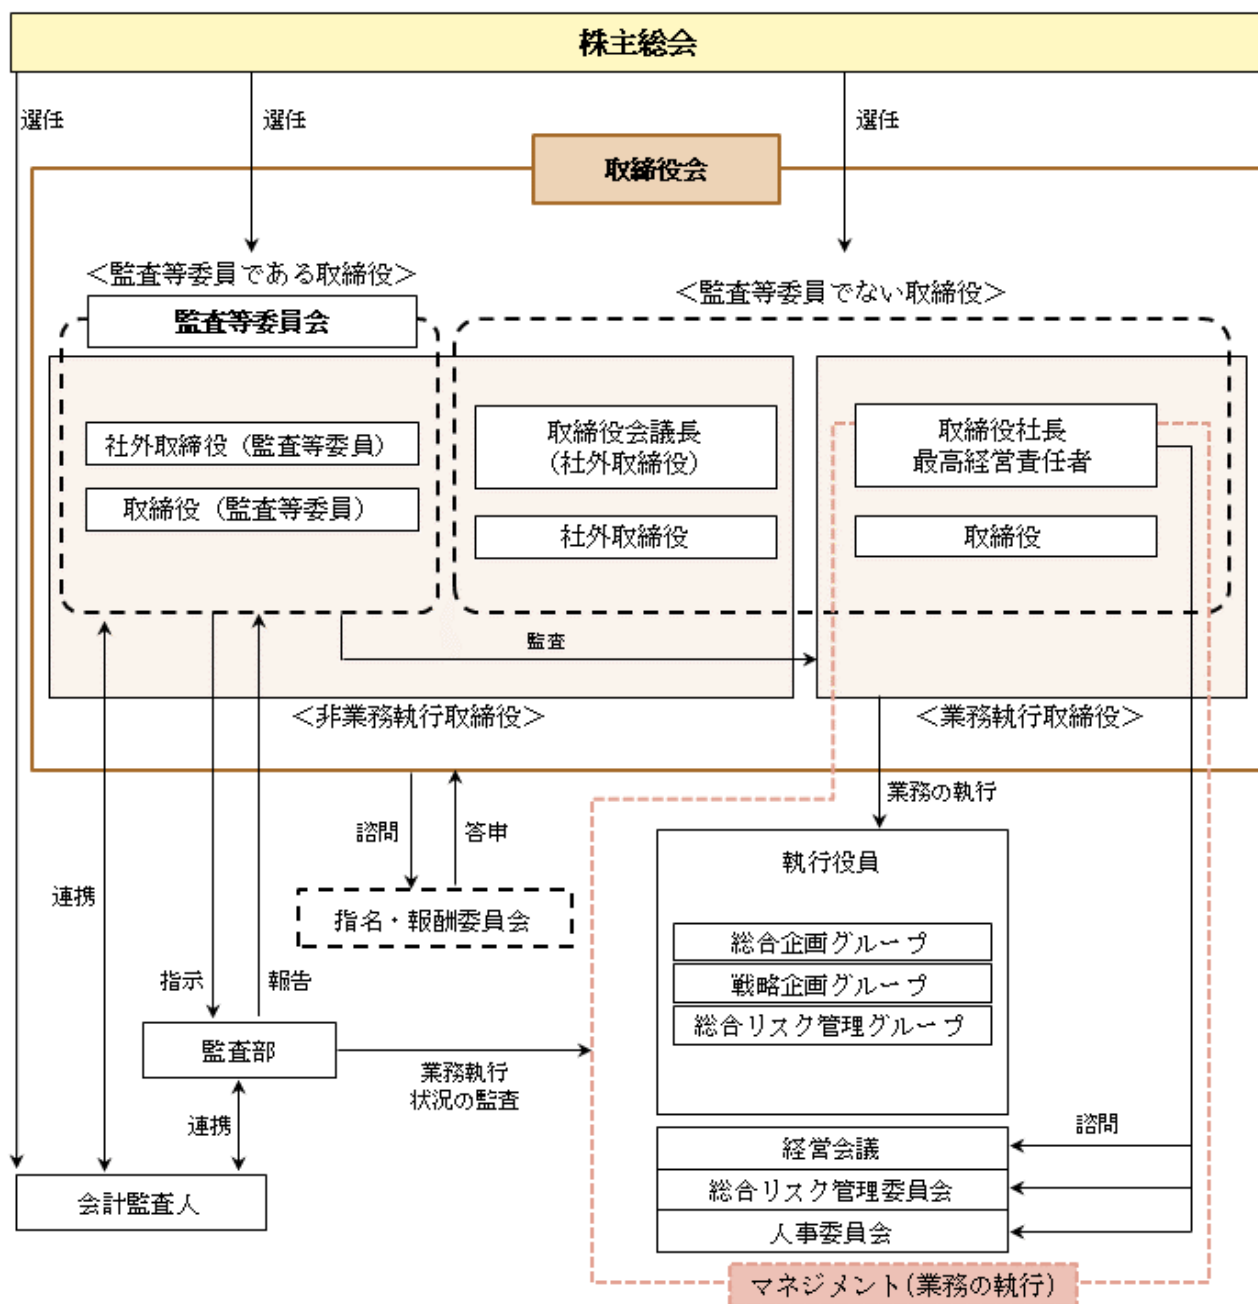 株主総会
選任
選任
選任
取締役会
＜監査等委員である取締役＞
＜監査等委員でない取締役＞
監査等委員会
社外取締役（監査等委員）
取締役（監査等委員）
取締役会議長
（社外取締役）
社外取締役
取締役社長
最高経営責任者
取締役
監査
＜非業務執行取締役＞
＜業務執行取締役＞
業務の執行
諮問
答申
連携
指名・報酬委員会
執行役員
総合企画グループ
戦略企画グループ
総合リスク管理グループ
指示
報告
監査部
業務執行
状況の監査
連携
諮問
経営会議
総合リスク管理委員会
人事委員会
会計監査人
マネジメント（業務の執行）